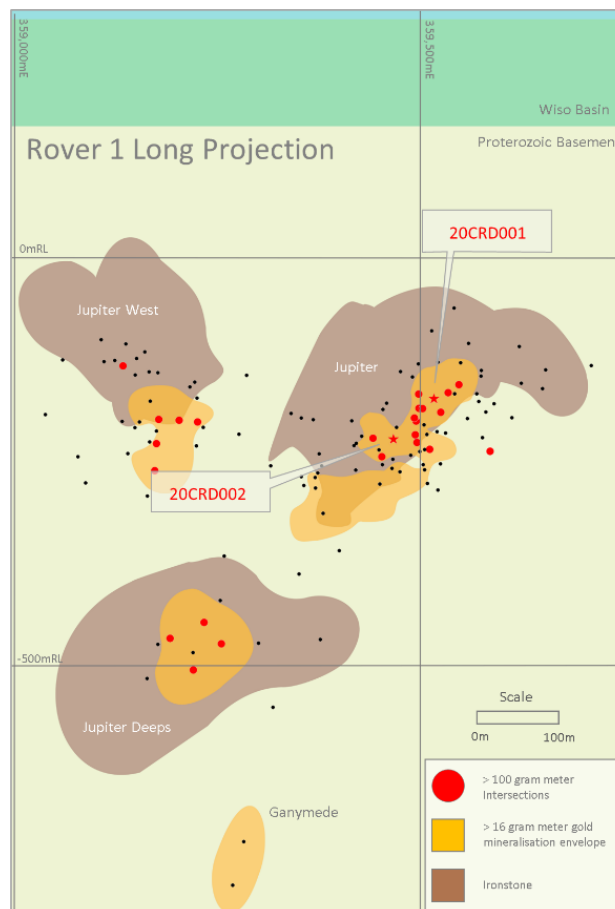 359,000mE
359,500mE
Wiso Basin
Rover 1 Long Projection
Proterozoic Basemen
20CRD001
0mRL
Jupiter West
Jupiter
20CRD002
-500mRL
Scale
0m 100m
Jupiter Deeps
> 100 gram meter
Intersections
Ganymede
> 16 gram meter gold
mineralisation envelope
Ironstone